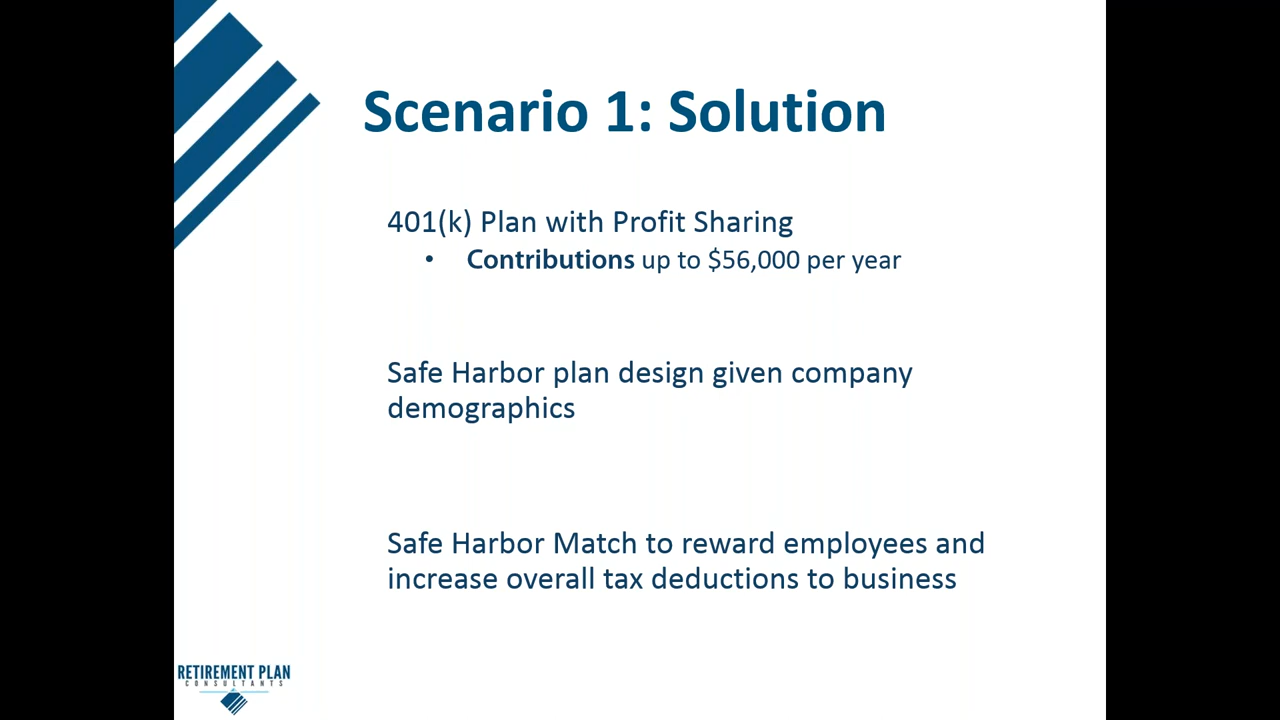 Scenario 1: Solution
401(k) Plan with Profit Sharing
• Contributions up to $56,000 per year
Safe Harbor plan design given company
demographics
Safe Harbor Match to reward employees and
increase overall tax deductions to business
RETIREMENT PLAN
CONSULTANTS